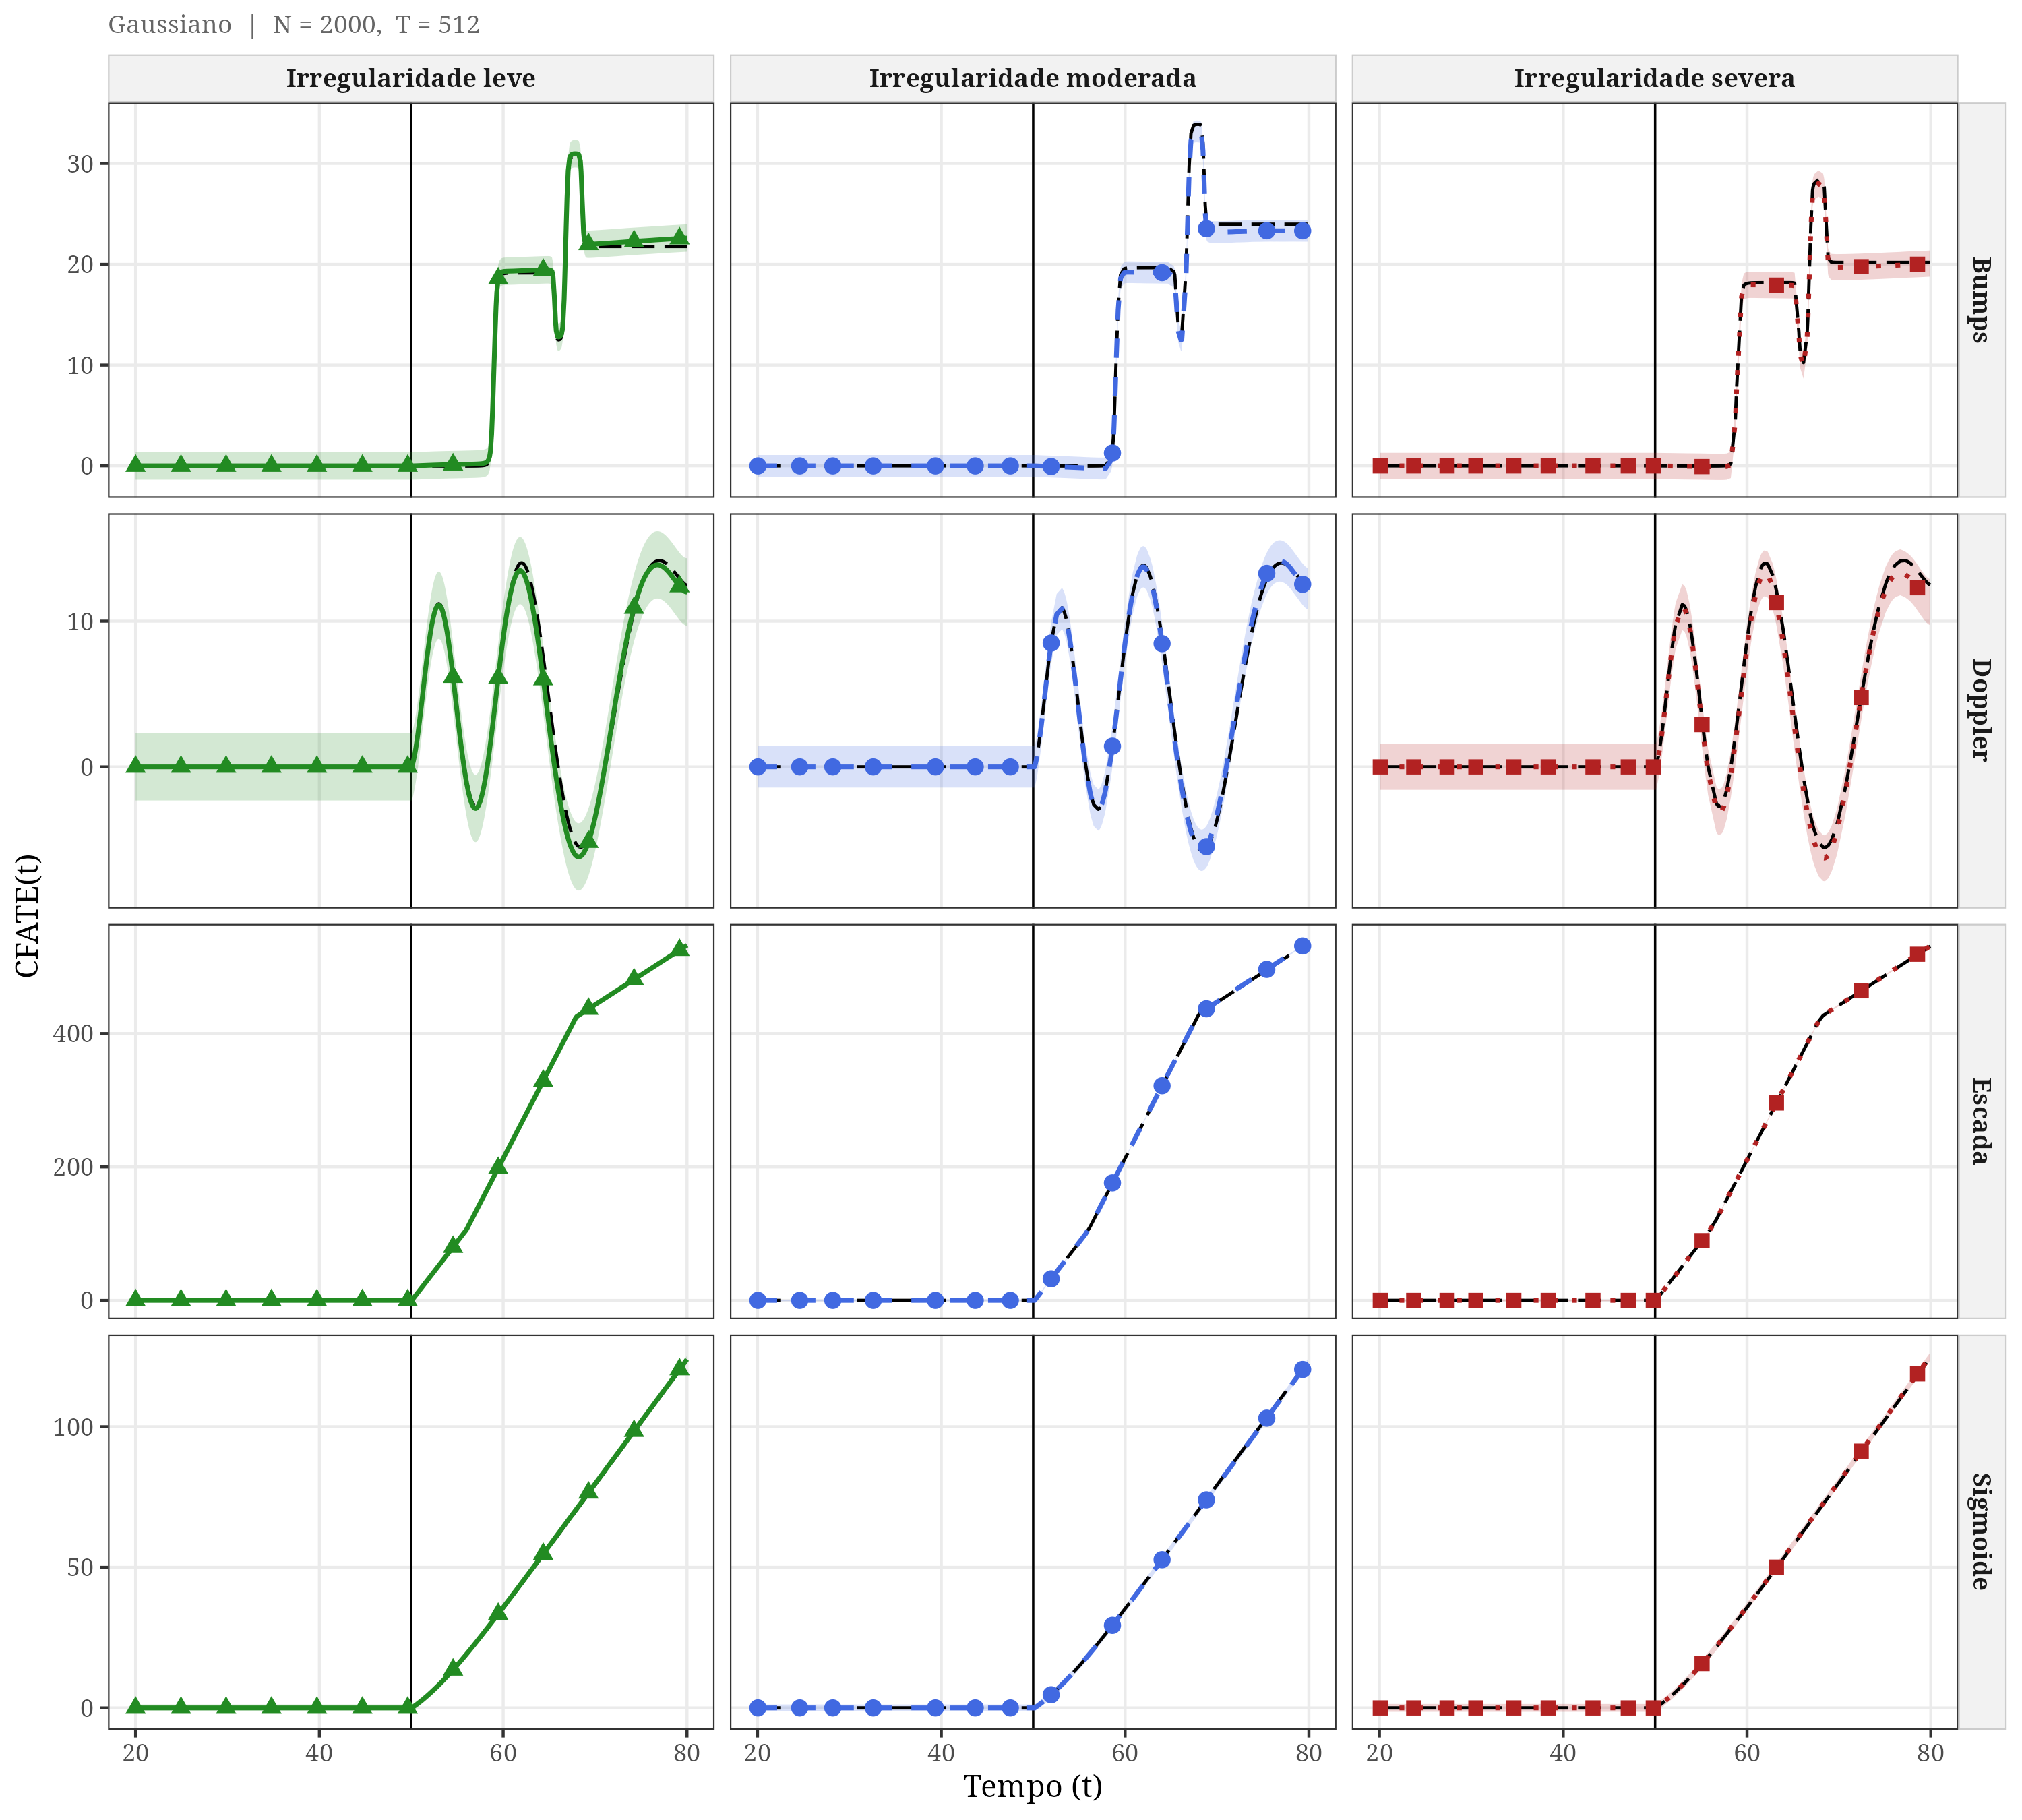 Gaussiano | N = 2000, T = 512
Irregularidade leve
Irregularidade moderada
Irregularidade severa
30
20
10
0
Bumps
10
0
Doppler
CFATE(t)
400
200
0
Escada
100
50
0
Sigmoide
20 40 60 80
20 40 60 80
20 40 60 80
Tempo (t)